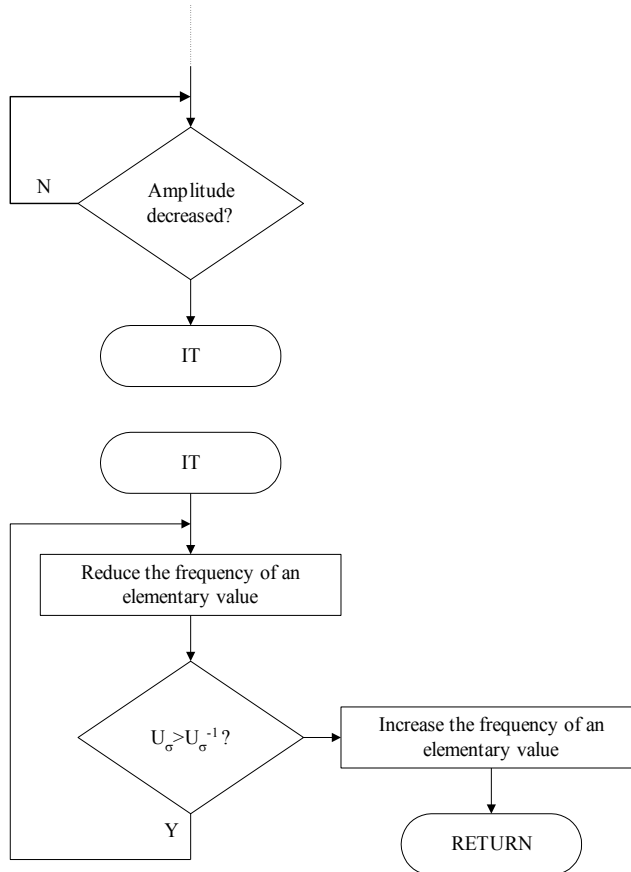 N
Amplitude
decreased?
IT
IT
Reduce the frequency of an
elementary value
U_σ>U_σ^-1 ?
Increase the frequency of an
elementary value
Y
RETURN